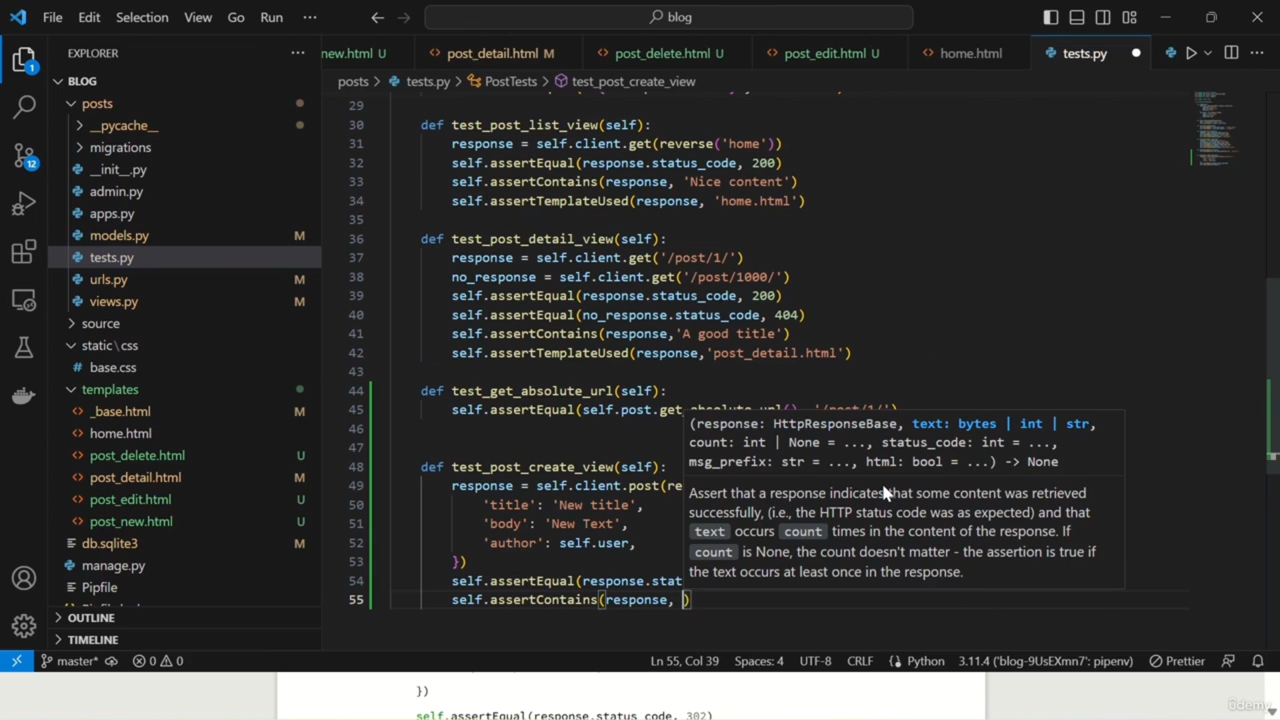 File Edit Selection View Go Run ···
blog
EXPLORER ···
new.html U
post_detail.html M
post_delete.html U
post_edit.html U
home.html
tests.py
BLOG
posts
__pycache__
migrations
__init__.py
admin.py
apps.py
models.py M
tests.py
urls.py M
views.py M
source
static\css
base.css
templates
_base.html M
home.html
post_delete.html U
post_detail.html M
post_edit.html U
post_new.html U
db.sqlite3 M
manage.py
Pipfile
OUTLINE
TIMELINE
1
12
posts > tests.py > PostTests > test_post_create_view
29
30 def test_post_list_view(self):
31 response = self.client.get(reverse('home'))
32 self.assertEqual(response.status_code, 200)
33 self.assertContains(response, 'Nice content')
34 self.assertTemplateUsed(response, 'home.html')
35
36 def test_post_detail_view(self):
37 response = self.client.get('/post/1/')
38 no_response = self.client.get('/post/1000/')
39 self.assertEqual(response.status_code, 200)
40 self.assertEqual(no_response.status_code, 404)
41 self.assertContains(response,'A good title')
42 self.assertTemplateUsed(response,'post_detail.html')
43
44 def test_get_absolute_url(self):
45 self.assertEqual(self.post.get_absolute_url(), '/post/1/')
46
47
48 def test_post_create_view(self):
49 response = self.client.post(re
50 'title': 'New title',
51 'body': 'New Text',
52 'author': self.user,
53 })
54 self.assertEqual(response.stat
55 self.assertContains(response, )
(response: HttpResponseBase, text: bytes | int | str,
count: int | None = ..., status_code: int = ...,
msg_prefix: str = ..., html: bool = ...) -> None
Assert that a response indicates that some content was retrieved
successfully, (i.e., the HTTP status code was as expected) and that
text occurs count times in the content of the response. If
count is None, the count doesn't matter - the assertion is true if
the text occurs at least once in the response.
master* 0 0 Ln 55, Col 39 Spaces: 4 UTF-8 CRLF Python 3.11.4 ('blog-9UsEXmn7': pipenv) Prettier
})
self.assertEqual(response.status_code, 302)
ûdemy